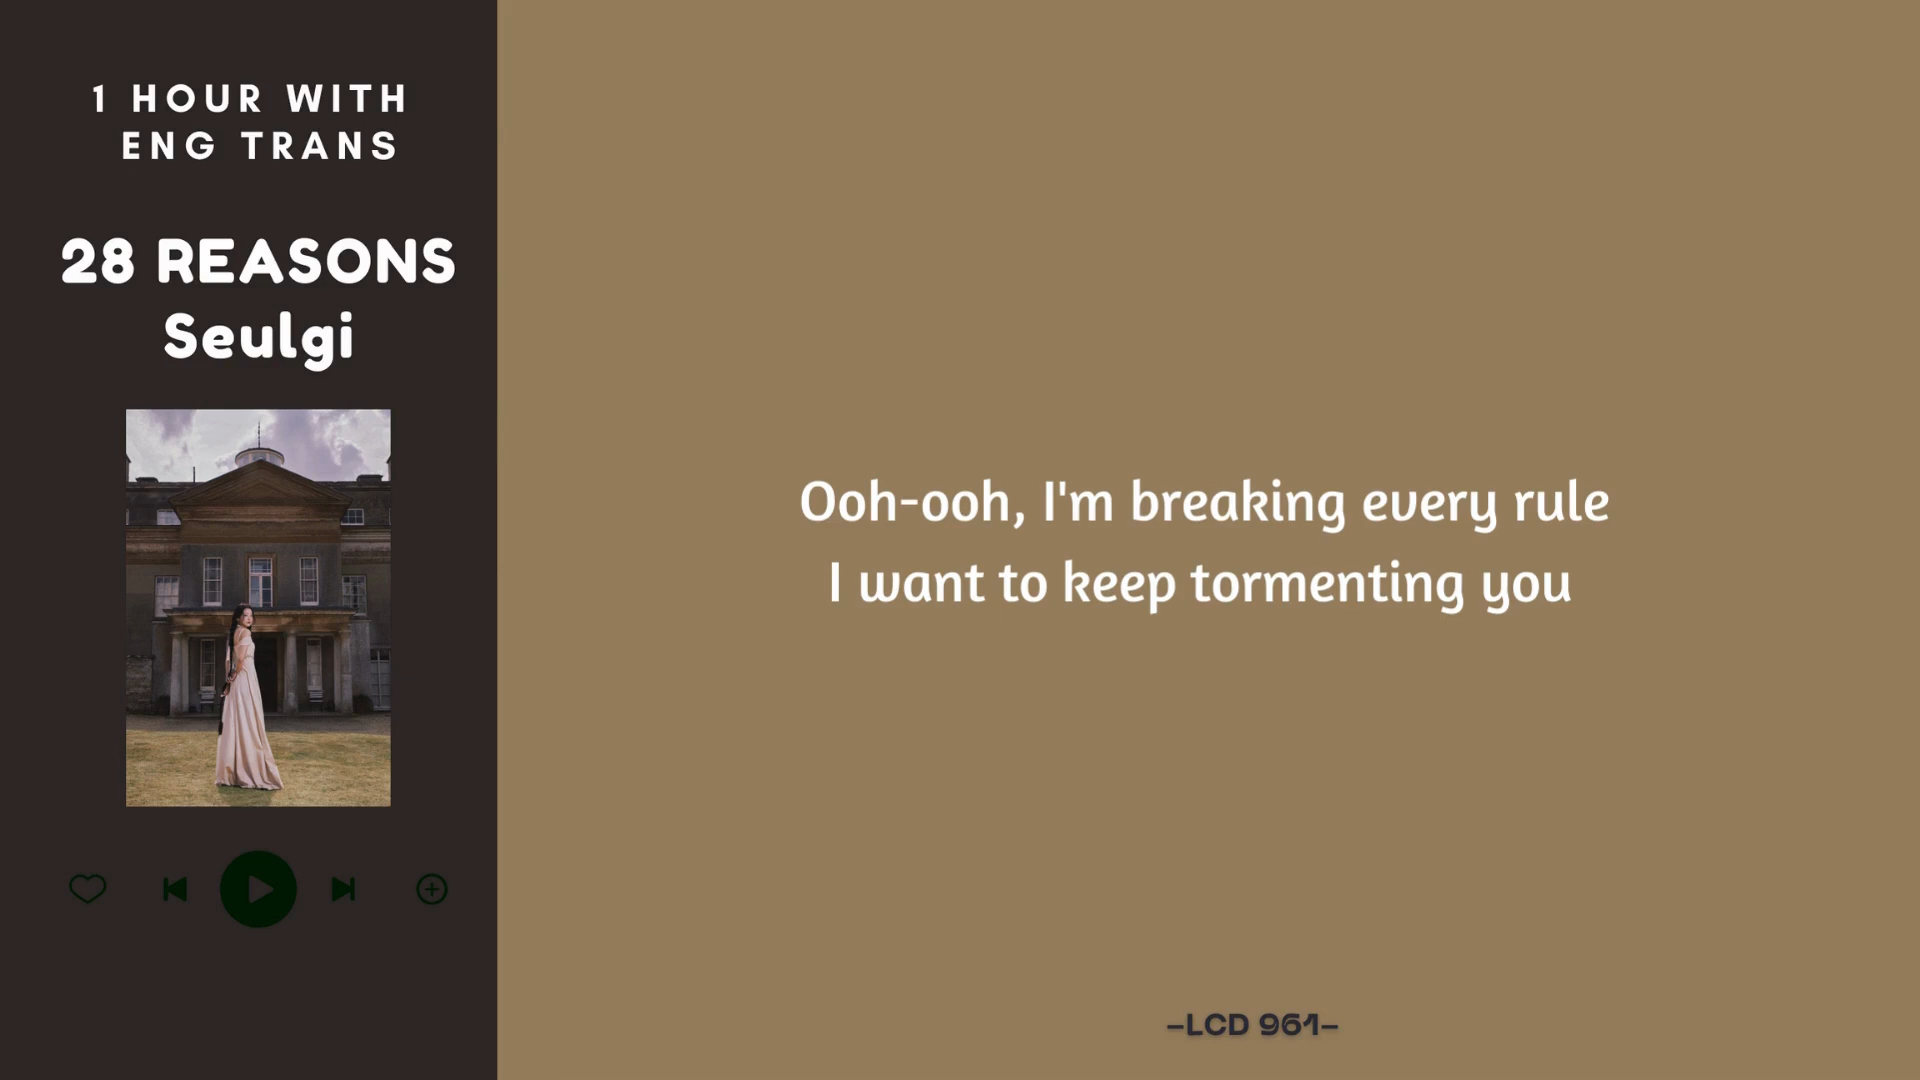 1 HOUR WITH
ENG TRANS
28 REASONS
Seulgi
Ooh-ooh, I'm breaking every rule
I want to keep tormenting you
–LCD 961–